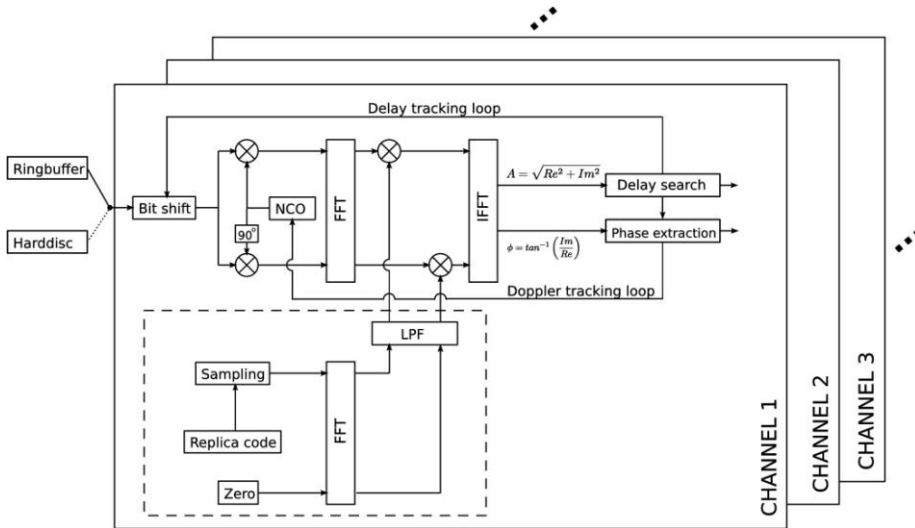 Delay tracking loop
Ringbuffer
Harddisc
Bit shift
NCO
90°
FFT
IFFT
A = √Re² + Im²
ϕ = tan⁻¹ (Im/Re)
Delay search
Phase extraction
Doppler tracking loop
LPF
Sampling
Replica code
Zero
FFT
CHANNEL 1
CHANNEL 2
CHANNEL 3